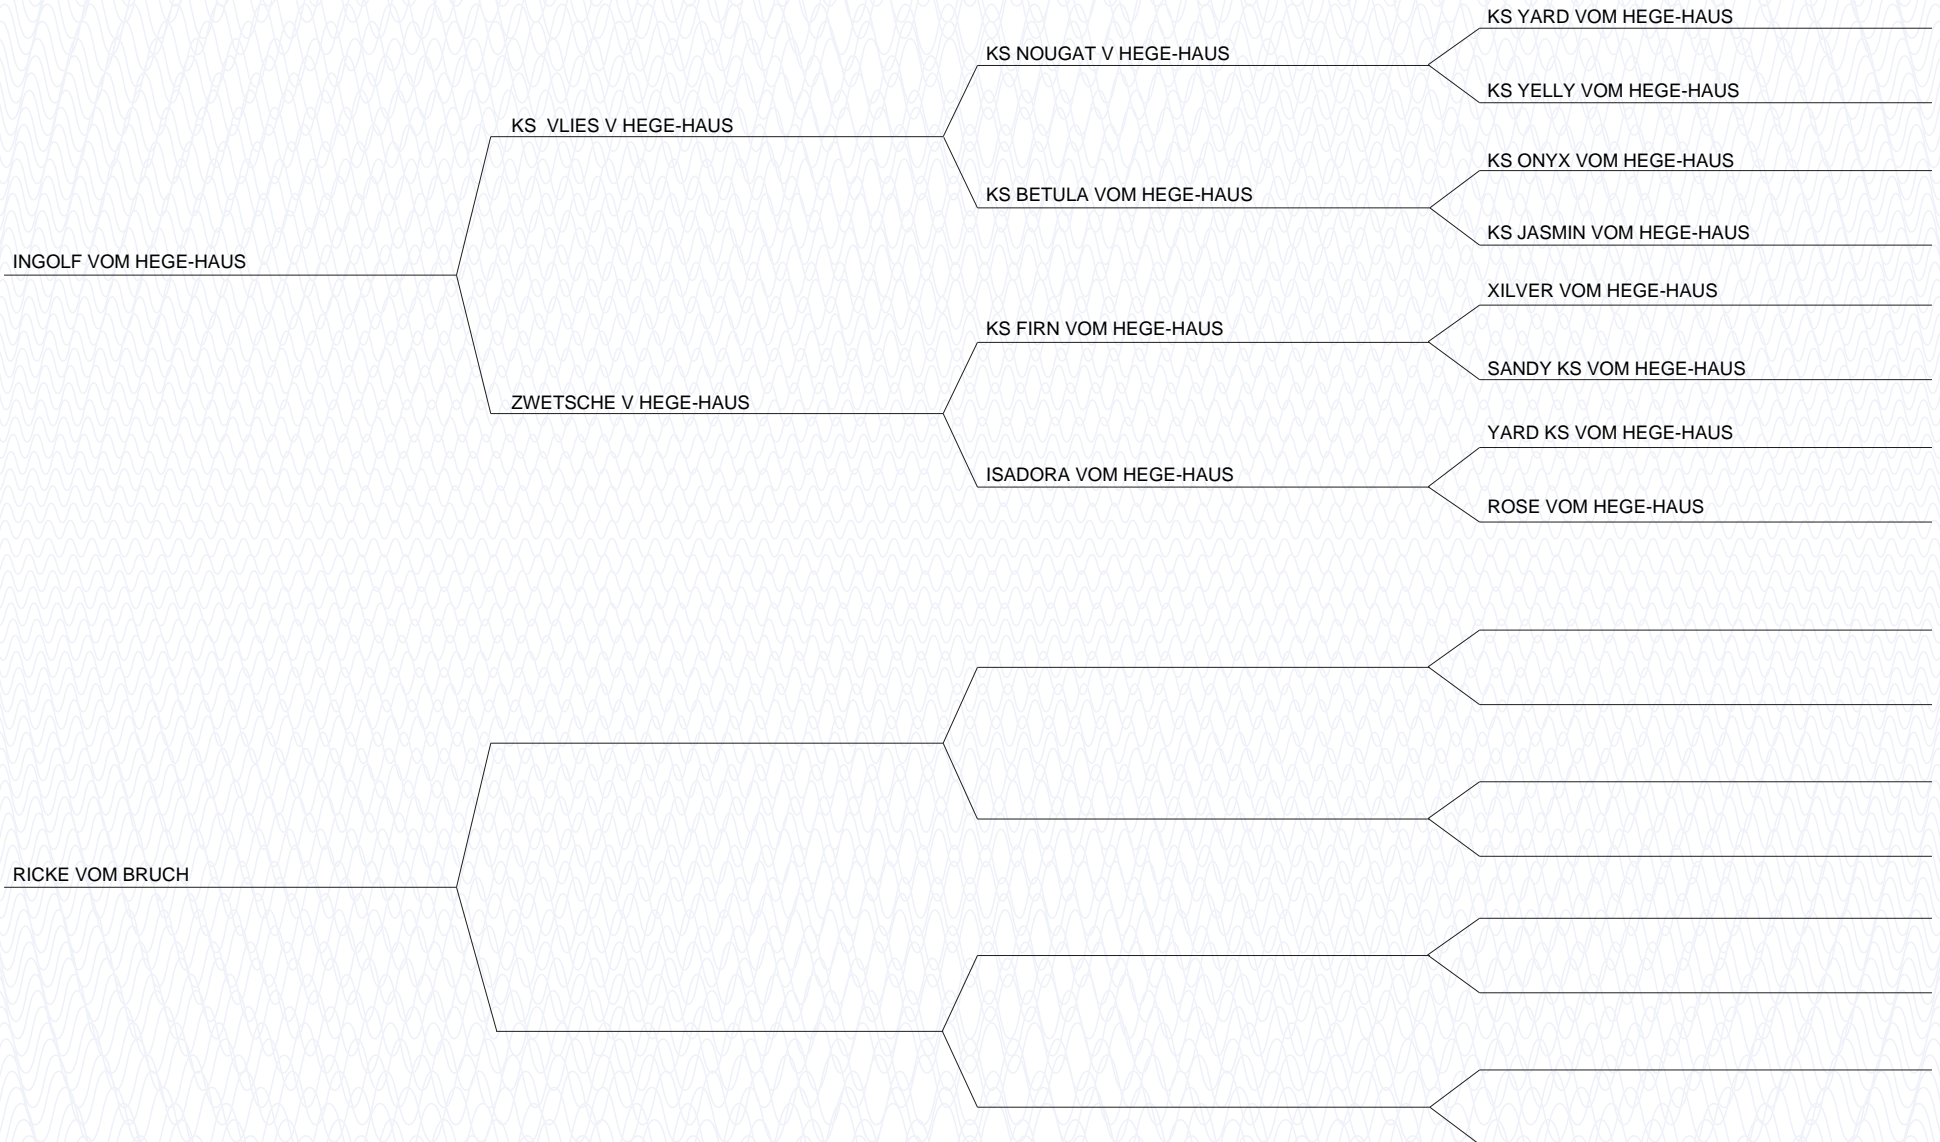 KS YARD VOM HEGE-HAUS
KS NOUGAT V HEGE-HAUS
KS YELLY VOM HEGE-HAUS
KS  VLIES V HEGE-HAUS
KS ONYX VOM HEGE-HAUS
KS BETULA VOM HEGE-HAUS
KS JASMIN VOM HEGE-HAUS
INGOLF VOM HEGE-HAUS
XILVER VOM HEGE-HAUS
KS FIRN VOM HEGE-HAUS
SANDY KS VOM HEGE-HAUS
ZWETSCHE V HEGE-HAUS
YARD KS VOM HEGE-HAUS
ISADORA VOM HEGE-HAUS
ROSE VOM HEGE-HAUS
RICKE VOM BRUCH